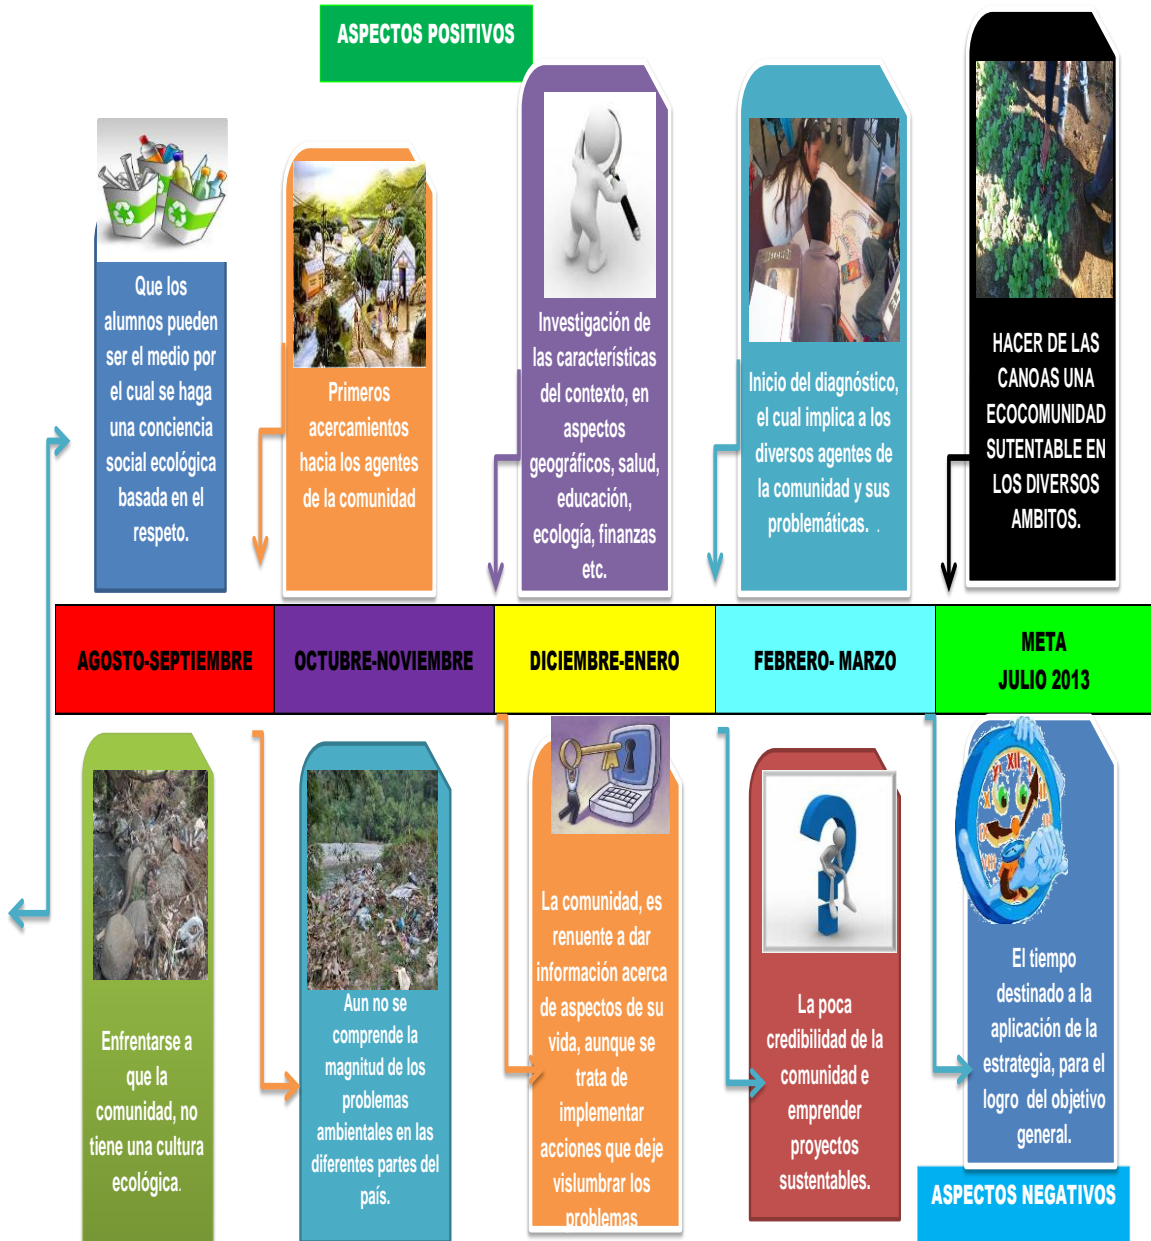 ASPECTOS POSITIVOS
Que los
alumnos pueden
ser el medio por
el cual se haga
una conciencia
social ecológica
basada en el
respeto.
Primeros
acercamientos
hacia los agentes
de la comunidad
Investigación de
las características
del contexto, en
aspectos
geográficos, salud,
educación,
ecología, finanzas
etc.
Inicio del diagnóstico,
el cual implica a los
diversos agentes de
la comunidad y sus
problemáticas. .
HACER DE LAS
CANOAS UNA
ECOCOMUNIDAD
SUTENTABLE EN
LOS DIVERSOS
AMBITOS.
AGOSTO-SEPTIEMBRE
OCTUBRE-NOVIEMBRE
DICIEMBRE-ENERO
FEBRERO- MARZO
META
JULIO 2013
Enfrentarse a
que la
comunidad, no
tiene una cultura
ecológica.
Aun no se
comprende la
magnitud de los
problemas
ambientales en las
diferentes partes del
país.
La comunidad, es
renuente a dar
información acerca
de aspectos de su
vida, aunque se
trata de
implementar
acciones que deje
vislumbrar los
problemas
La poca
credibilidad de la
comunidad e
emprender
proyectos
sustentables.
El tiempo
destinado a la
aplicación de la
estrategia, para el
logro del objetivo
general.
ASPECTOS NEGATIVOS